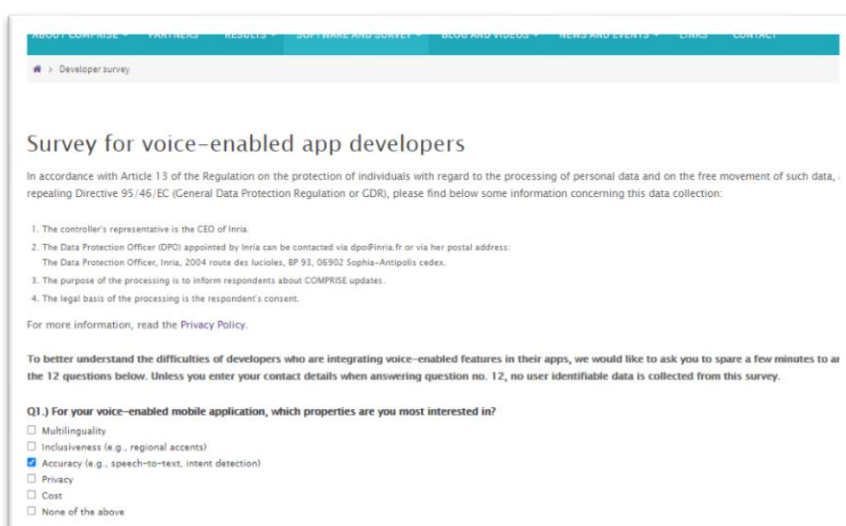 ABOUT COMPRISE PARTNERS RESULTS SOFTWARE AND SURVEY BLOG AND VIDEOS NEWS AND EVENTS LINKS CONTACT
> Developer survey
Survey for voice-enabled app developers
In accordance with Article 13 of the Regulation on the protection of individuals with regard to the processing of personal data and on the free movement of such data,
repealing Directive 95/46/EC (General Data Protection Regulation or GDR), please find below some information concerning this data collection:
1. The controller's representative is the CEO of Inria.
2. The Data Protection Officer (DPO) appointed by Inria can be contacted via dpo@inria.fr or via her postal address:
The Data Protection Officer, Inria, 2004 route des lucioles, BP 93, 06902 Sophia-Antipolis cedex.
3. The purpose of the processing is to inform respondents about COMPRISE updates.
4. The legal basis of the processing is the respondent's consent.
For more information, read the Privacy Policy.
To better understand the difficulties of developers who are integrating voice-enabled features in their apps, we would like to ask you to spare a few minutes to
the 12 questions below. Unless you enter your contact details when answering question no. 12, no user identifiable data is collected from this survey.
Q1.) For your voice-enabled mobile application, which properties are you most interested in?
Multilinguality
Inclusiveness (e.g., regional accents)
Accuracy (e.g., speech-to-text, intent detection)
Privacy
Cost
None of the above